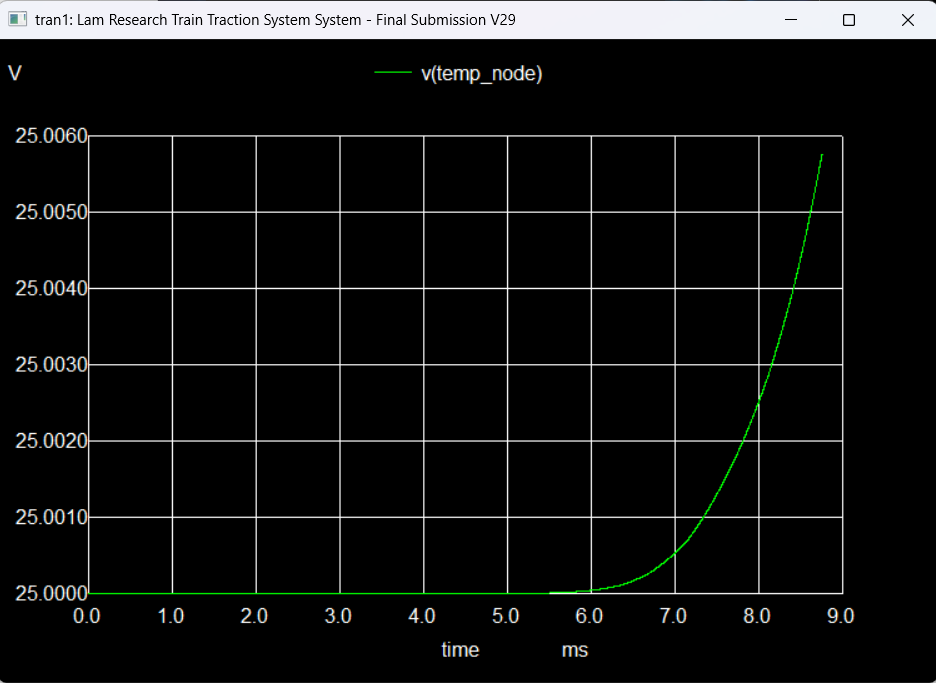 tran1: Lam Research Train Traction System System - Final Submission V29
V
v(temp_node)
25.0060
25.0050
25.0040
25.0030
25.0020
25.0010
25.0000
0.0 1.0 2.0 3.0 4.0 5.0 6.0 7.0 8.0 9.0
time ms